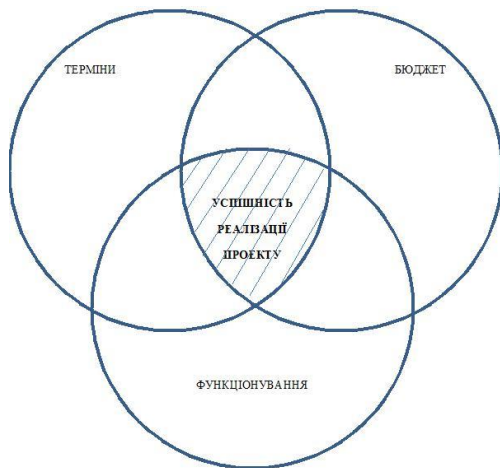 ТЕРМІНИ
БЮДЖЕТ
УСПІШНІСТЬ
РЕАЛІЗАЦІЇ
ПРОЕКТУ
ФУНКЦІОНУВАННЯ